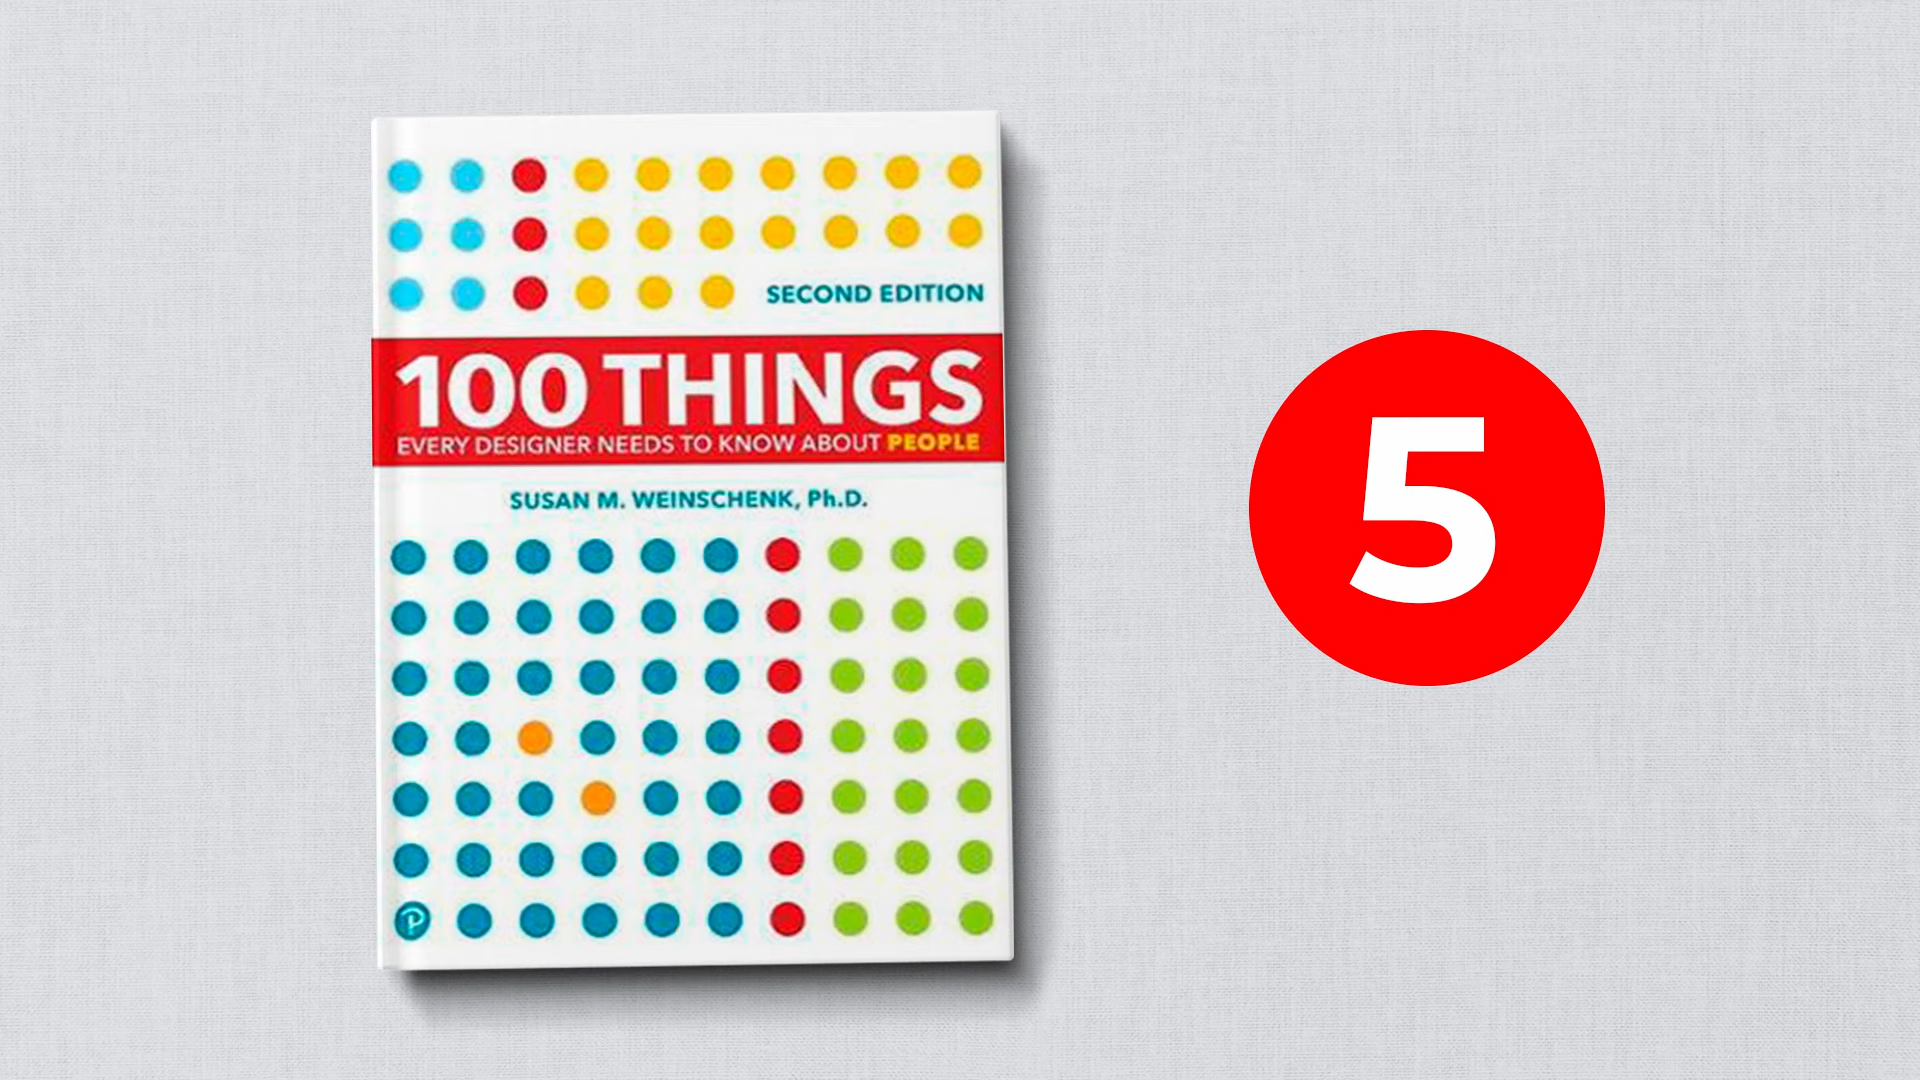 SECOND EDITION
100 THINGS
EVERY DESIGNER NEEDS TO KNOW ABOUT PEOPLE
SUSAN M. WEINSCHENK, Ph.D.
P
5